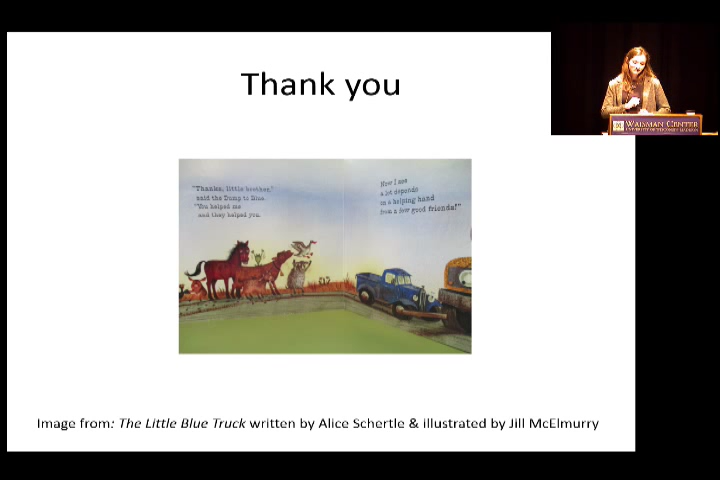 Thank you
"Thanks, little brother,"
said the Dump to Blue.
"You helped me
and they helped you.
Now I see
a lot depends
on a helping hand
from a few good friends!"
Image from: The Little Blue Truck written by Alice Schertle & illustrated by Jill McElmurry
WAISMAN CENTER
UNIVERSITY OF WISCONSIN-MADISON